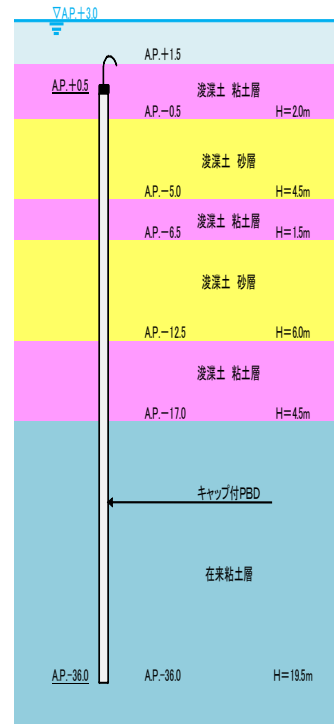 ▽A.P.+3.0
A.P.+1.5
A.P.+0.5
浚渫土 粘土層
A.P.-0.5 H=2.0m
浚渫土 砂層
A.P.-5.0 H=4.5m
浚渫土 粘土層
A.P.-6.5 H=1.5m
浚渫土 砂層
A.P.-12.5 H=6.0m
浚渫土 粘土層
A.P.-17.0 H=4.5m
キャップ付PBD
在来粘土層
A.P.-36.0 A.P.-36.0 H=19.5m